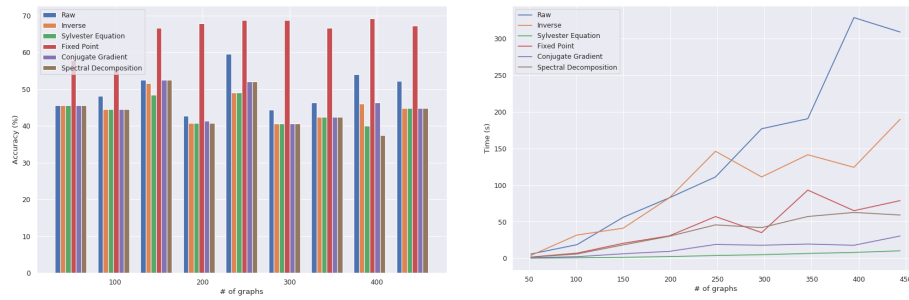 70
60
50
40
30
20
10
0
Accuracy (%)
Raw
Inverse
Sylvester Equation
Fixed Point
Conjugate Gradient
Spectral Decomposition
100
200
300
400
# of graphs
300
250
200
150
100
50
0
Time (s)
Raw
Inverse
Sylvester Equation
Fixed Point
Conjugate Gradient
Spectral Decomposition
50
100
150
200
250
300
350
400
450
# of graphs